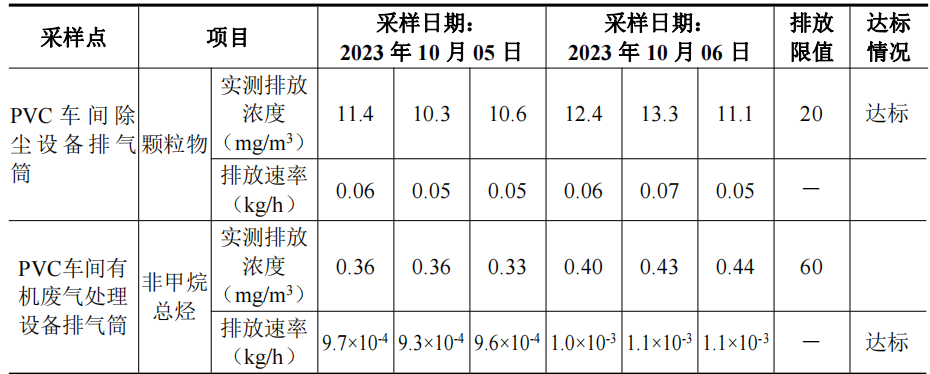 采样点 项目 采样日期： 采样日期： 排放 达标
2023 年 10 月 05 日 2023 年 10 月 06 日 限值 情况
PVC 车间除
尘设备排气
筒
颗粒物
实测排放
浓度
（mg/m³）
11.4 10.3 10.6 12.4 13.3 11.1 20 达标
排放速率
（kg/h）
0.06 0.05 0.05 0.06 0.07 0.05 —
PVC车间有
机废气处理
设备排气筒
非甲烷
总烃
实测排放
浓度
（mg/m³）
0.36 0.36 0.33 0.40 0.43 0.44 60
排放速率
（kg/h）
9.7×10⁻⁴ 9.3×10⁻⁴ 9.6×10⁻⁴ 1.0×10⁻³ 1.1×10⁻³ 1.1×10⁻³ — 达标